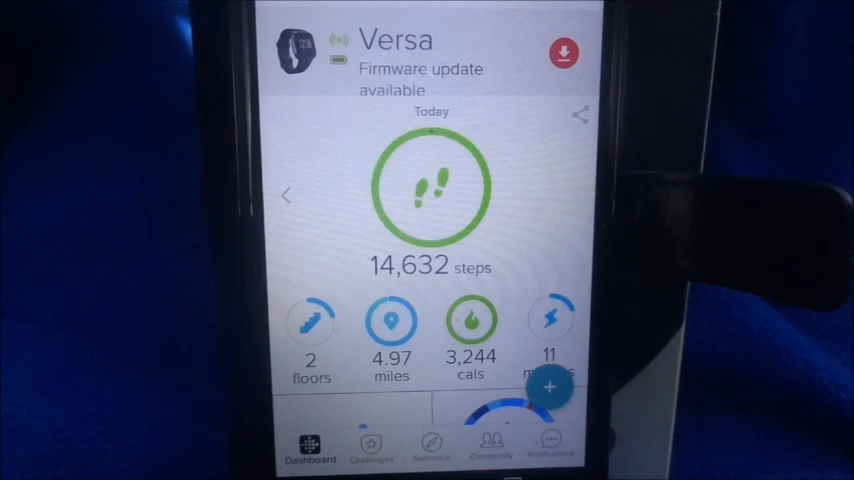 Versa
Firmware update
available
Today
14,632 steps
2
4.97
3,244
11
floors
miles
cals
+
Dashboard
Challenges
Guidance
Community
Notifications